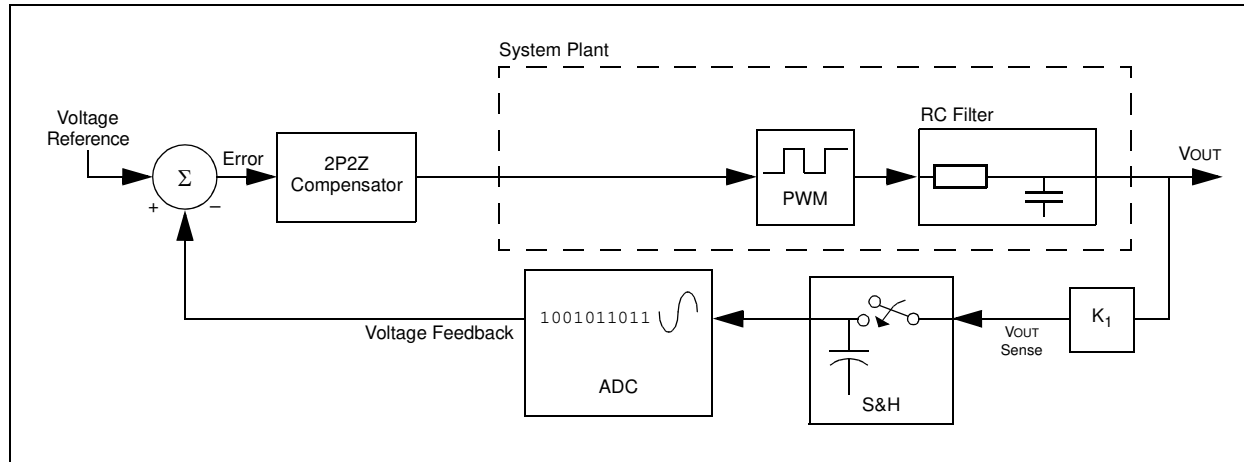 System Plant
Voltage
Reference
RC Filter
Error
2P2Z
Compensator
Σ
+
−
PWM
VOUT
Voltage Feedback
1001011011
ADC
S&H
VOUT
Sense
K1